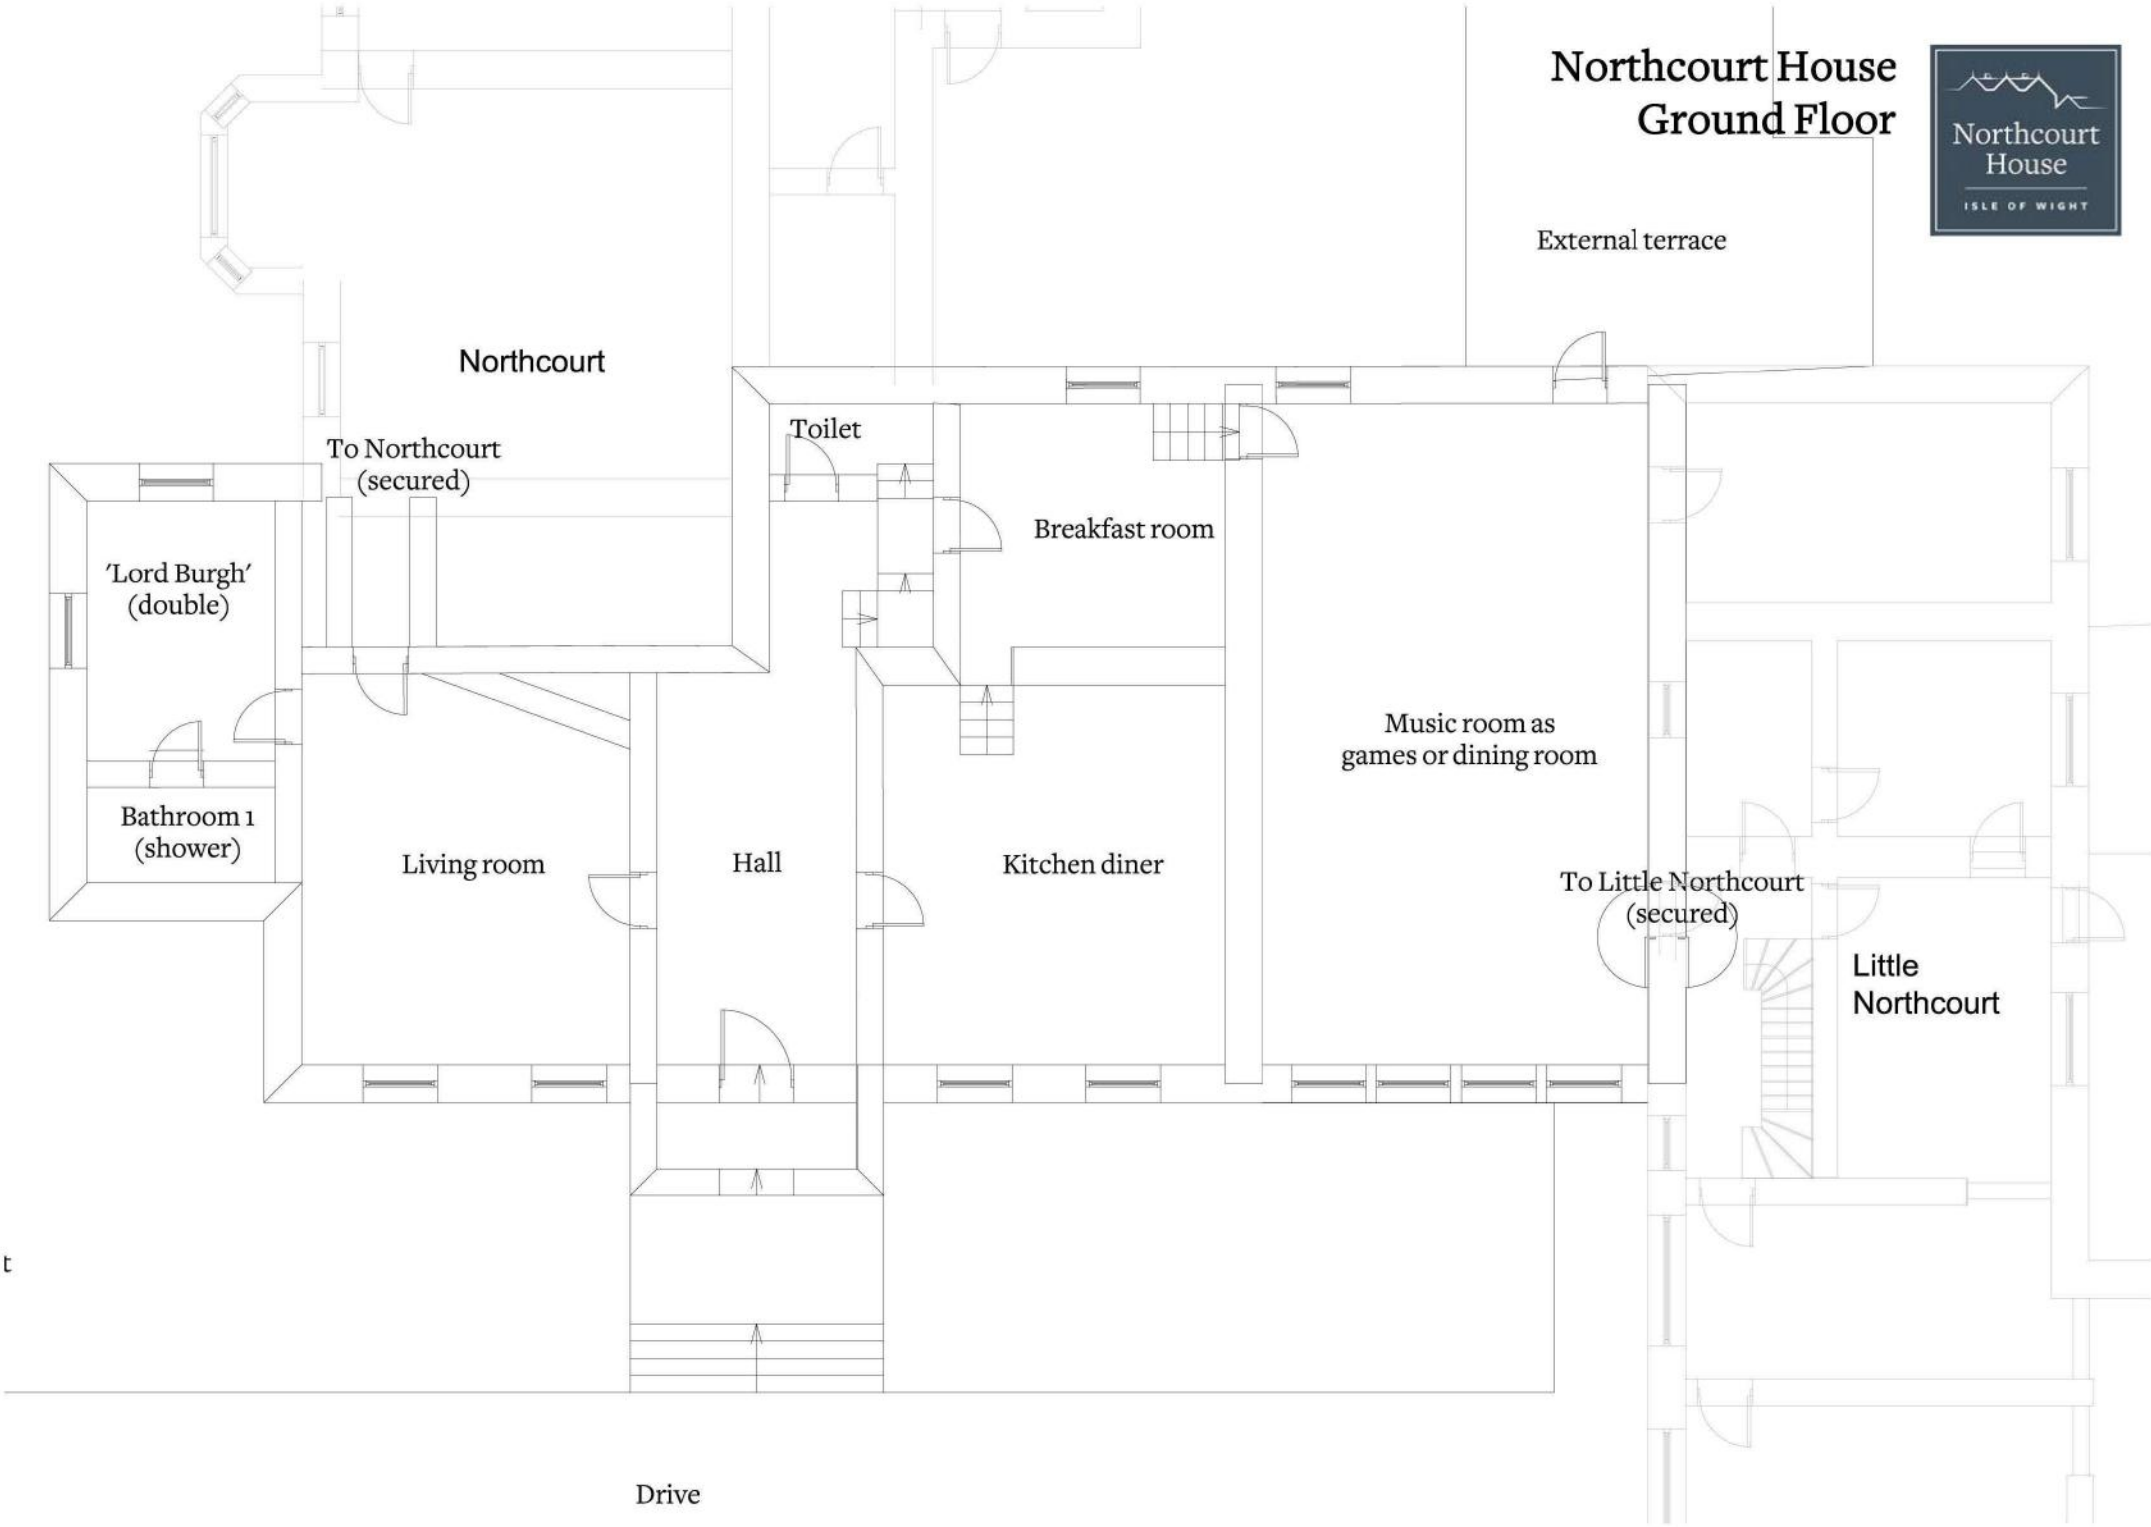 Northcourt House
Ground Floor
Northcourt
House
ISLE OF WIGHT
External terrace
Northcourt
To Northcourt
(secured)
Toilet
Breakfast room
'Lord Burgh'
(double)
Music room as
games or dining room
Bathroom 1
(shower)
Living room
Hall
Kitchen diner
To Little Northcourt
(secured)
Little
Northcourt
t
Drive